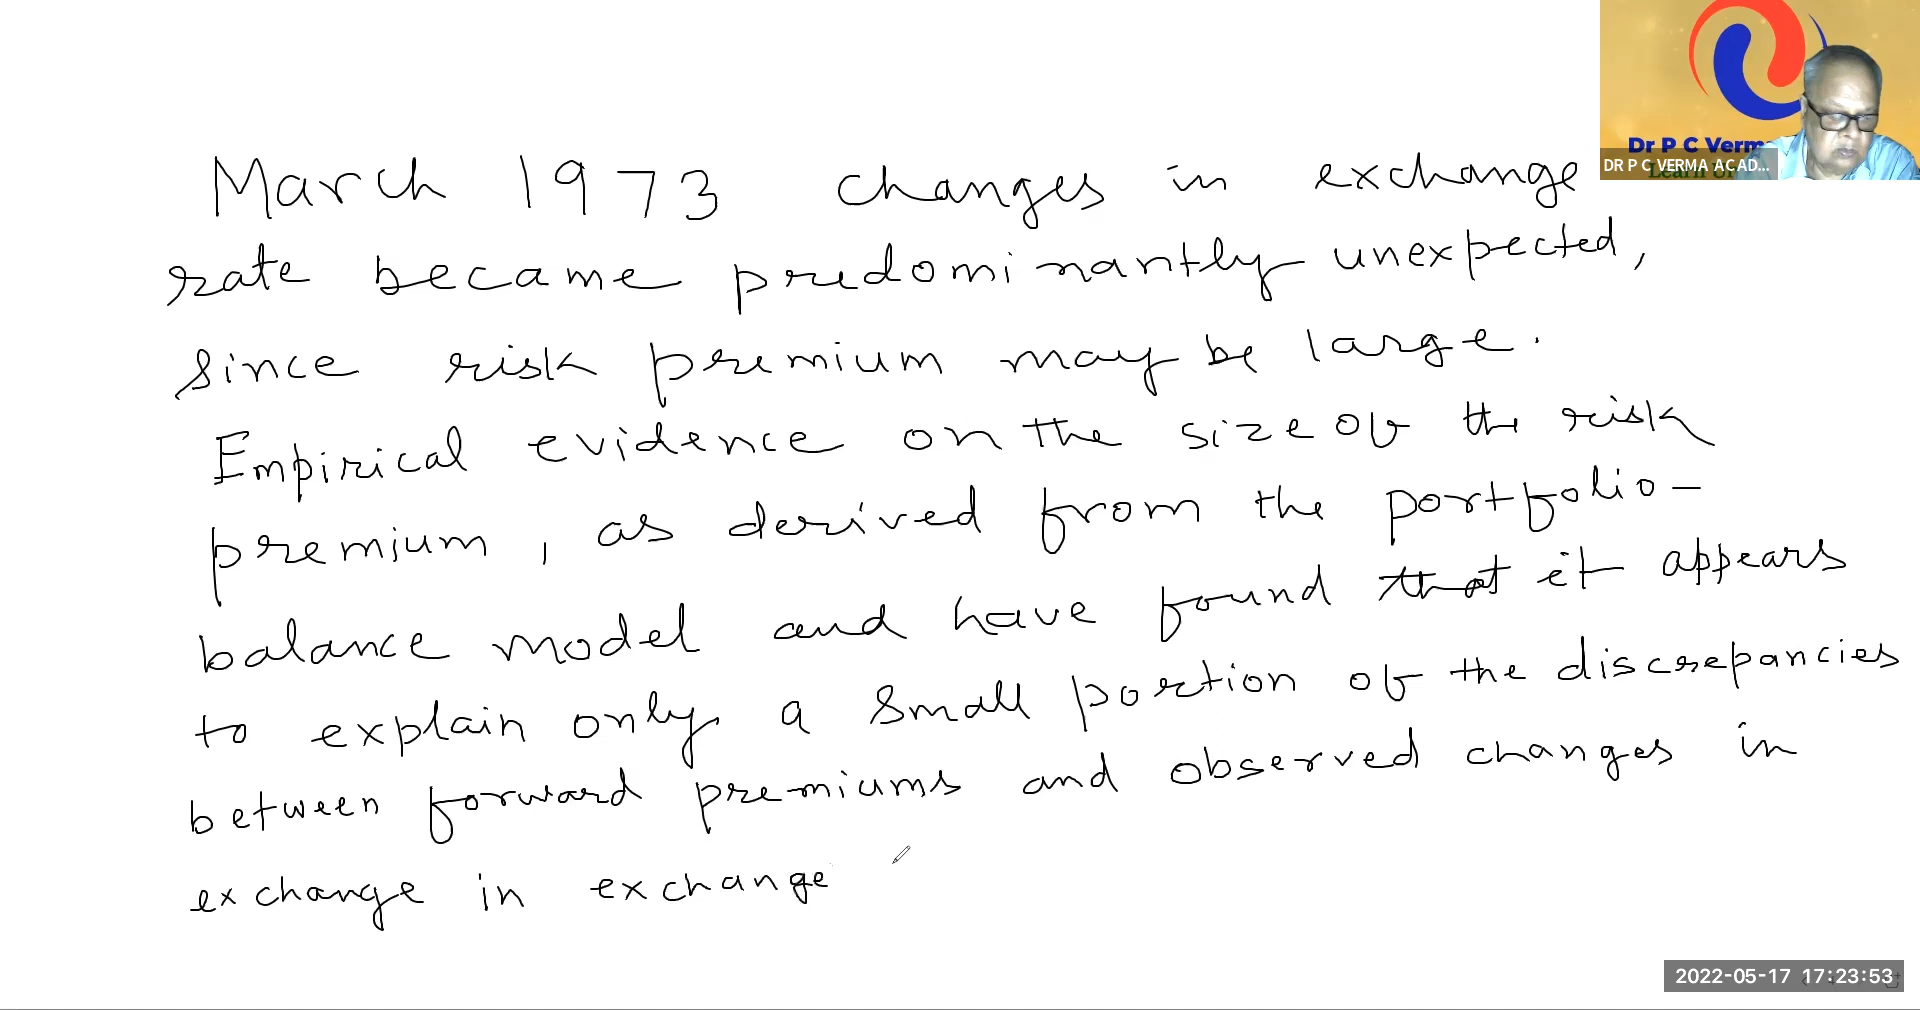 March 1973 changes in exchange
rate became predominantly unexpected,
since risk premium may be large.
Empirical evidence on the size of the risk
premium, as derived from the portfolio-
balance model and have found that it appears
to explain only a small portion of the discrepancies
between forward premiums and observed changes in
exchange in exchange
Dr P C Verm
DR P C VERMA ACAD...
2022-05-17 17:23:53